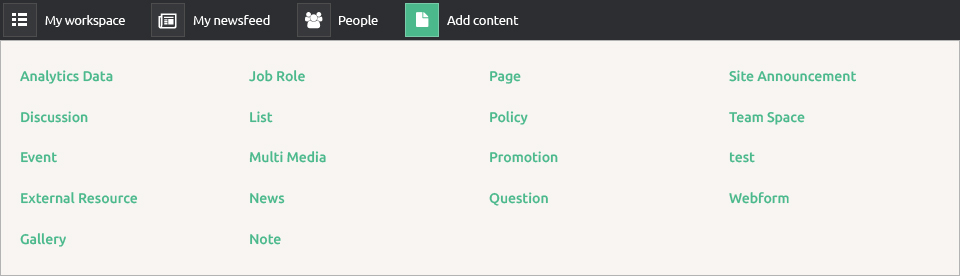 My workspace My newsfeed People Add content
Analytics Data Job Role Page Site Announcement
Discussion List Policy Team Space
Event Multi Media Promotion test
External Resource News Question Webform
Gallery Note